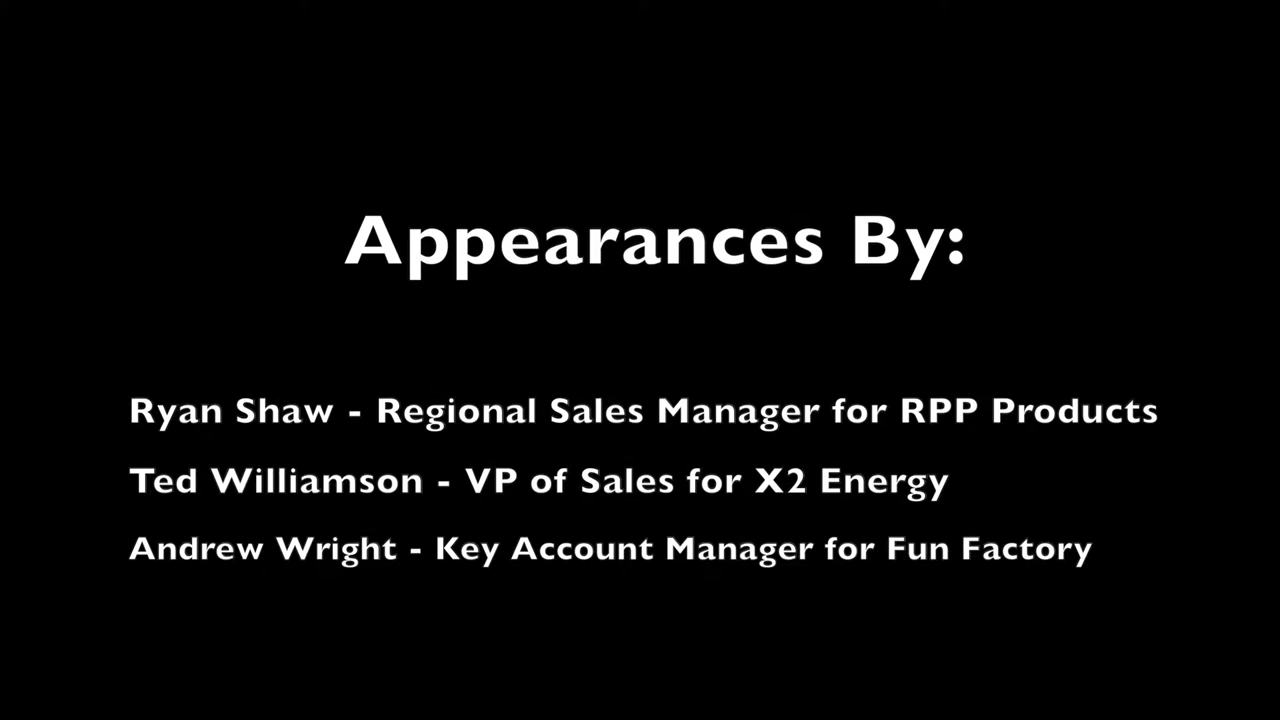 Appearances By:
Ryan Shaw - Regional Sales Manager for RPP Products
Ted Williamson - VP of Sales for X2 Energy
Andrew Wright - Key Account Manager for Fun Factory